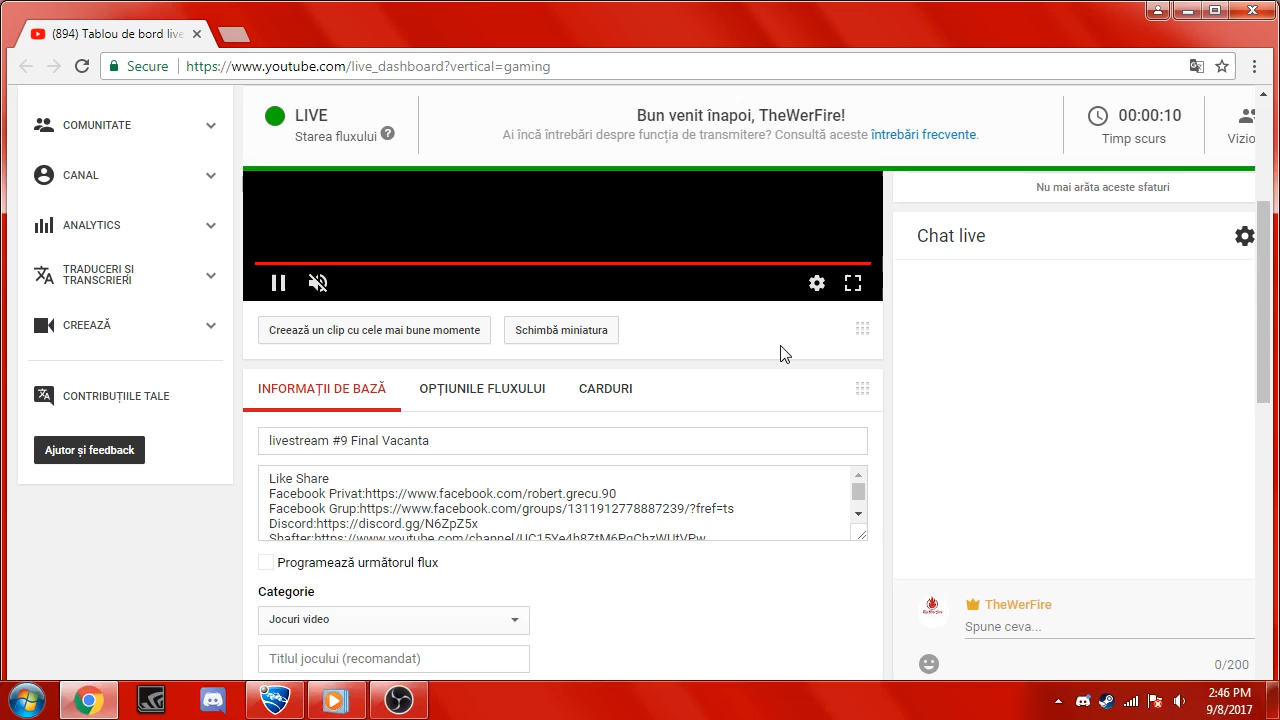 (894) Tablou de bord live
Secure
https://www.youtube.com/live_dashboard?vertical=gaming
COMUNITATE
CANAL
ANALYTICS
TRADUCERI ȘI
TRANSCRIERI
CREEAZĂ
CONTRIBUȚIILE TALE
Ajutor și feedback
LIVE
Starea fluxului
Bun venit înapoi, TheWerFire!
Ai încă întrebări despre funcția de transmitere? Consultă aceste întrebări frecvente.
00:00:10
Timp scurs
Vizio
Creează un clip cu cele mai bune momente
Schimbă miniatura
INFORMAȚII DE BAZĂ
OPȚIUNILE FLUXULUI
CARDURI
livestream #9 Final Vacanta
Like Share
Facebook Privat:https://www.facebook.com/robert.grecu.90
Facebook Grup:https://www.facebook.com/groups/1311912778887239/?fref=ts
Discord:https://discord.gg/N6ZpZ5x
Programează următorul flux
Categorie
Jocuri video
Titlul jocului (recomandat)
Nu mai arăta aceste sfaturi
Chat live
TheWerFire
Spune ceva...
0/200
2:46 PM
9/8/2017